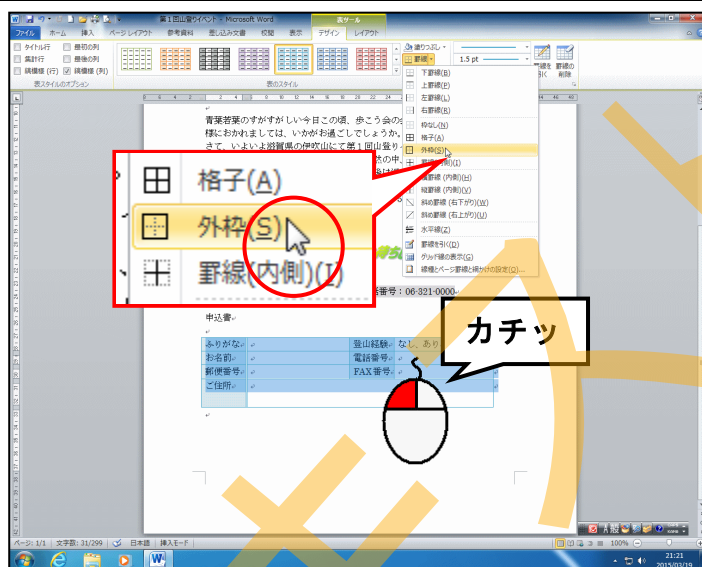 第1回山登りイベント - Microsoft Word
表ツール
ファイル ホーム 挿入 ページ レイアウト 参考資料 差し込み文書 校閲 表示 デザイン レイアウト
タイトル行 最初の列
集計行 最後の列
縞模様 (行) 縞模様 (列)
表スタイルのオプション
表のスタイル
塗りつぶし
罫線
1.5 pt
罫線の
削除
下罫線(B)
上罫線(P)
左罫線(L)
右罫線(R)
枠なし(N)
格子(A)
外枠(S)
横罫線 (内側)(H)
縦罫線 (内側)(V)
斜め罫線 (右下がり)(W)
斜め罫線 (右上がり)(U)
水平線(Z)
罫線を引く(D)
グリッド線の表示(G)
線種とページ罫線と網かけの設定(O)...
青葉若葉のすがすがしい今日この頃、歩こう会の
様におかれましては、いかがお過ごしでしょうか。
さて、いよいよ滋賀県の伊吹山にて第1回山登り
格子(A)
外枠(S)
罫線(内側)(I)
番号:06-321-0000
申込書
ふりがな 登山経験 なし、あり
お名前 電話番号
郵便番号 FAX番号
ご住所
カチッ
ページ: 1/1 文字数: 31/299 日本語 挿入モード
100%
A 般
21:21
2015/03/19